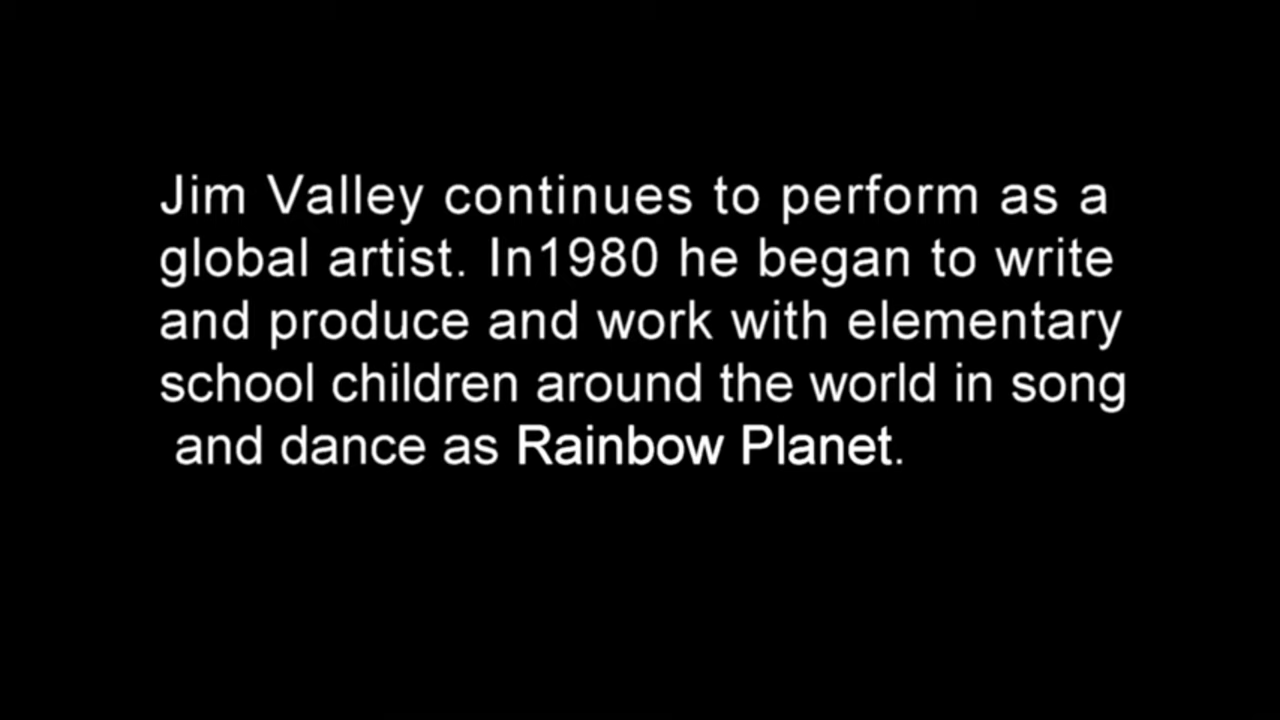 Jim Valley continues to perform as a
global artist. In1980 he began to write
and produce and work with elementary
school children around the world in song
and dance as Rainbow Planet.